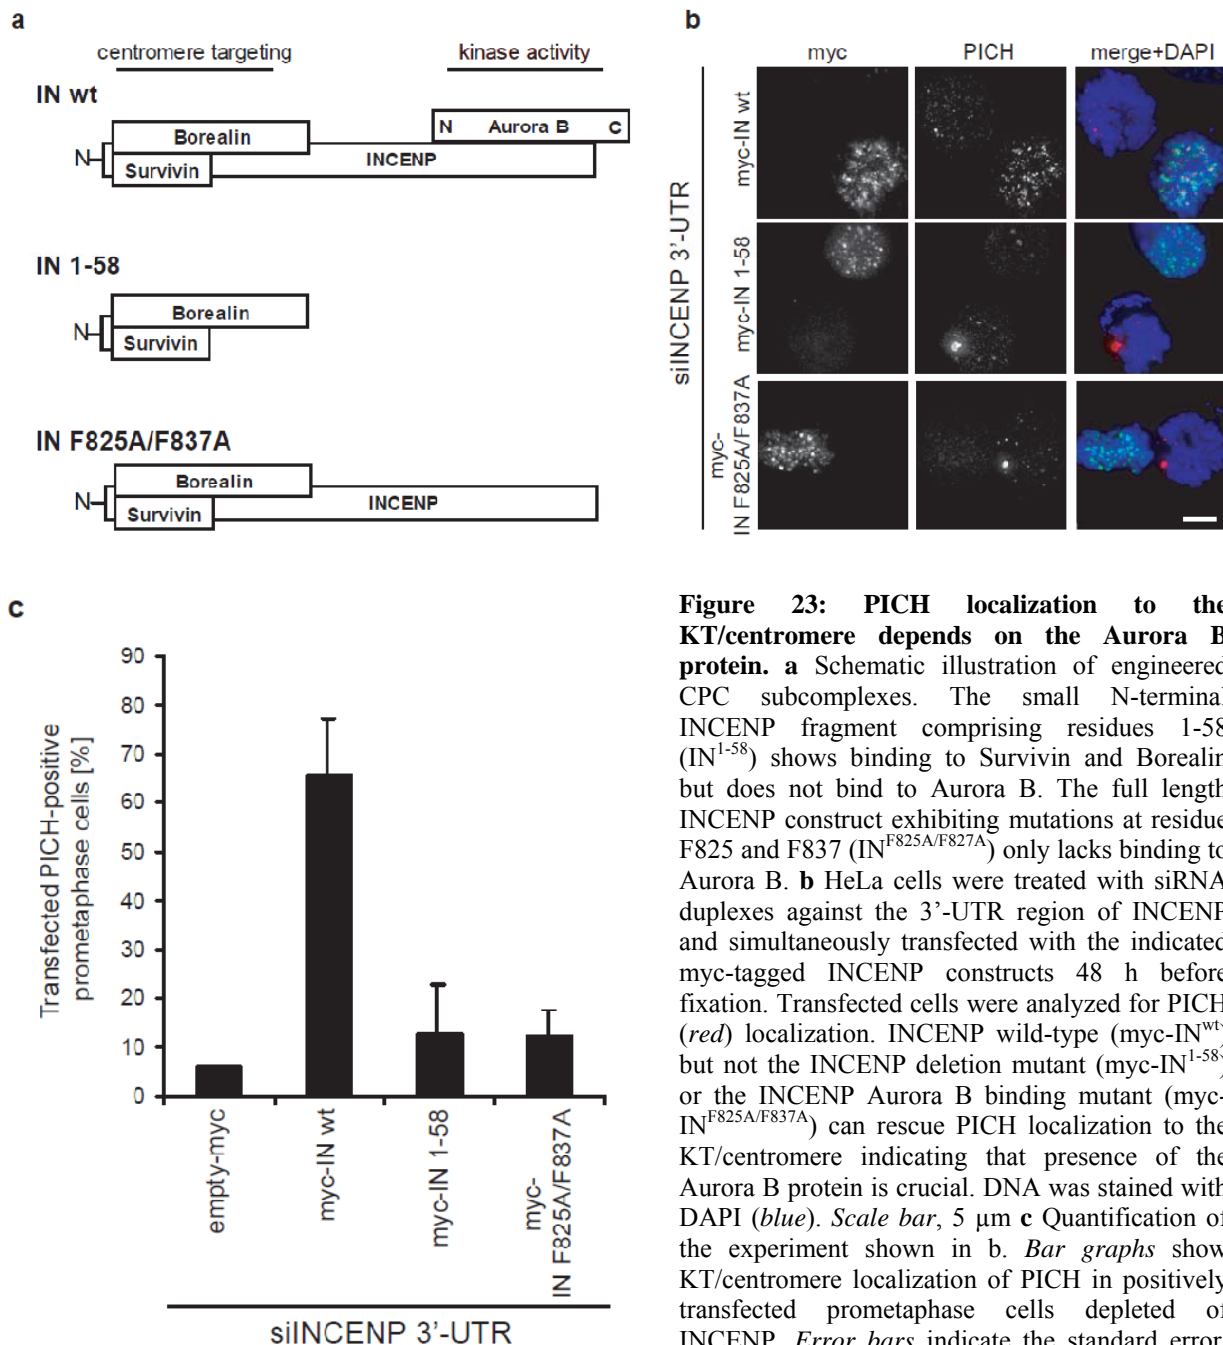 a
centromere targeting
kinase activity
IN wt
Borealin
N Aurora B C
N
Survivin
INCENP
IN 1-58
Borealin
N
Survivin
IN F825A/F837A
Borealin
N
Survivin
INCENP
b
myc
PICH
merge+DAPI
siINCENP 3'-UTR
myc-IN wt
myc-IN 1-58
myc-
IN F825A/F837A
c
Transfected PICH-positive
prometaphase cells [%]
90
80
70
60
50
40
30
20
10
0
empty-myc
myc-IN wt
myc-IN 1-58
myc-
IN F825A/F837A
siINCENP 3'-UTR
Figure 23: PICH localization to the
KT/centromere depends on the Aurora B
protein. a Schematic illustration of engineered
CPC subcomplexes. The small N-terminal
INCENP fragment comprising residues 1-58
(IN1-58) shows binding to Survivin and Borealin
but does not bind to Aurora B. The full length
INCENP construct exhibiting mutations at residue
F825 and F837 (INF825A/F827A) only lacks binding to
Aurora B. b HeLa cells were treated with siRNA
duplexes against the 3'-UTR region of INCENP
and simultaneously transfected with the indicated
myc-tagged INCENP constructs 48 h before
fixation. Transfected cells were analyzed for PICH
(red) localization. INCENP wild-type (myc-INwt)
but not the INCENP deletion mutant (myc-IN1-58)
or the INCENP Aurora B binding mutant (myc-
INF825A/F837A) can rescue PICH localization to the
KT/centromere indicating that presence of the
Aurora B protein is crucial. DNA was stained with
DAPI (blue). Scale bar, 5 µm c Quantification of
the experiment shown in b. Bar graphs show
KT/centromere localization of PICH in positively
transfected prometaphase cells depleted of
INCENP. Error bars indicate the standard error